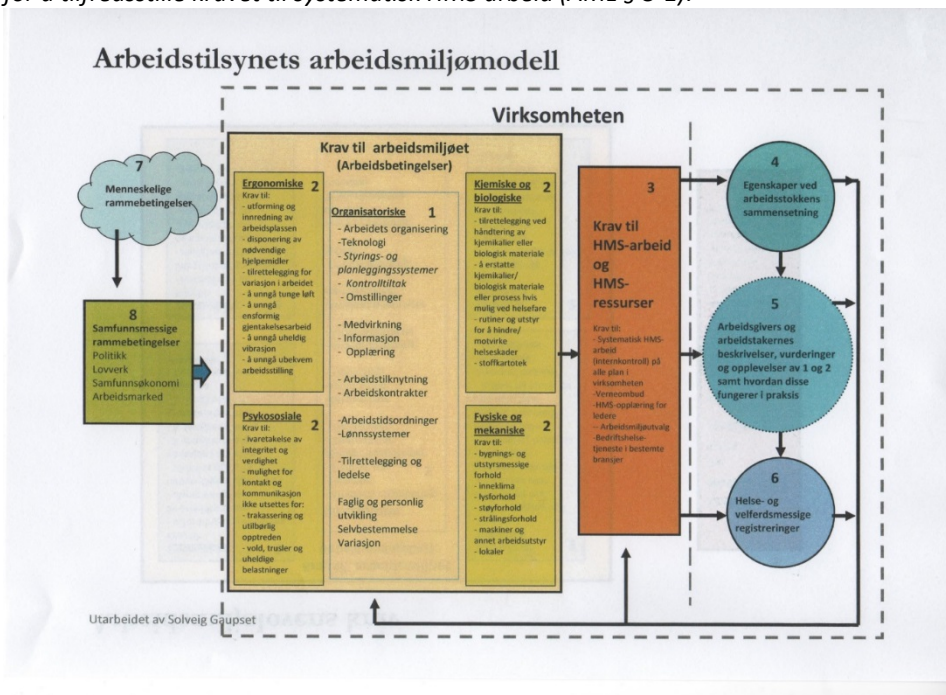 for å tilfredsstille kravet til systematisk HMS arbeid (Aml § 3-1):
Arbeidstilsynets arbeidsmiljømodell
Virksomheten
7
Menneskelige
rammebetingelser
8
Samfunnsmessige
rammebetingelser
Politikk
Lovverk
Samfunnsøkonomi
Arbeidsmarked
Krav til arbeidsmiljøet
(Arbeidsbetingelser)
Ergonomiske 2
Krav til:
- utforming og
innredning av
arbeidsplassen
- disponering av
nødvendige
hjelpemidler
- tilrettelegging for
variasjon i arbeidet
- å unngå tunge løft
- å unngå
ensformig
gjentakelsesarbeid
- å unngå uheldig
vibrasjon
- å unngå ubekvem
arbeidsstilling
Psykososiale 2
Krav til:
- ivaretakelse av
integritet og
verdighet
- mulighet for
kontakt og
kommunikasjon
ikke utsettes for:
- trakassering og
utilbørlig
opptreden
- vold, trusler og
uheldige
belastninger
Organisatoriske 1
- Arbeidets organisering
-Teknologi
- Styrings- og
planleggingssystemer
- Kontrolltiltak
- Omstillinger
- Medvirkning
- Informasjon
- Opplæring
- Arbeidstilknytning
- Arbeidskontrakter
-Arbeidstidsordninger
-Lønnssystemer
-Tilrettelegging og
ledelse
Faglig og personlig
utvikling
Selvbestemmelse
Variasjon
Kjemiske og 2
biologiske
Krav til:
- tilrettelegging ved
håndtering av
kjemikalier eller
biologisk materiale
- å erstatte
kjemikalier/
biologisk materiale
eller prosess hvis
mulig ved helsefare
- rutiner og utstyr
for å hindre/
motvirke
helseskader
- stoffkartotek
Fysiske og 2
mekaniske
Krav til:
- bygnings- og
utstyrsmessige
forhold
- inneklima
- lysforhold
- støyforhold
- strålingsforhold
- maskiner og
annet arbeidsutstyr
- lokaler
3
Krav til
HMS-arbeid
og
HMS-
ressurser
Krav til:
- Systematisk HMS-
arbeid
(internkontroll) på
alle plan i
virksomheten
-Verneombud
-HMS-opplæring for
ledere
- Arbeidsmiljøutvalg
-Bedriftshelse-
tjeneste i bestemte
bransjer
4
Egenskaper ved
arbeidsstokkens
sammensetning
5
Arbeidsgivers og
arbeidstakernes
beskrivelser, vurderinger
og opplevelser av 1 og 2
samt hvordan disse
fungerer i praksis
6
Helse- og
velferdsmessige
registreringer
Utarbeidet av Solveig Gaupset